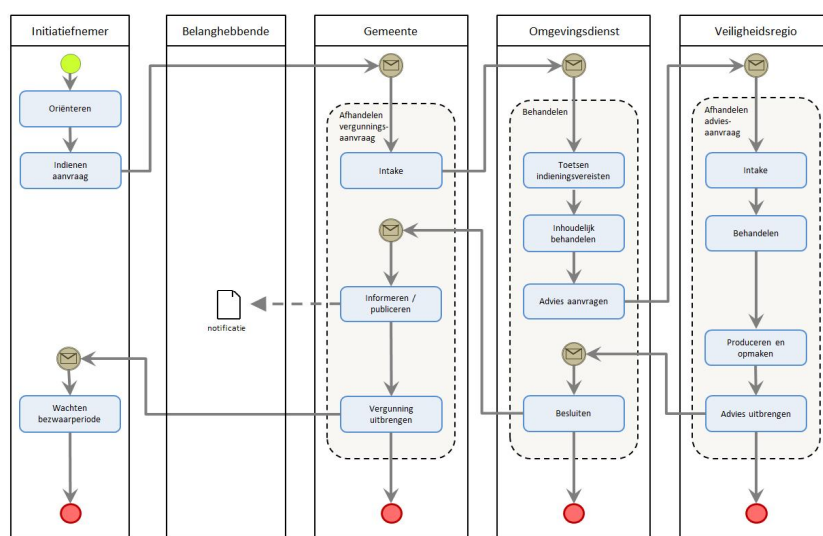 Initiatiefnemer
Belanghebbende
Gemeente
Omgevingsdienst
Veiligheidsregio
Oriënteren
Indienen
aanvraag
Wachten
bezwaarperiode
notificatie
Afhandelen
vergunnings-
aanvraag
Intake
Informeren /
publiceren
Vergunning
uitbrengen
Behandelen
Toetsen
indieningsvereisten
Inhoudelijk
behandelen
Advies aanvragen
Besluiten
Afhandelen
advies-
aanvraag
Intake
Behandelen
Produceren en
opmaken
Advies uitbrengen